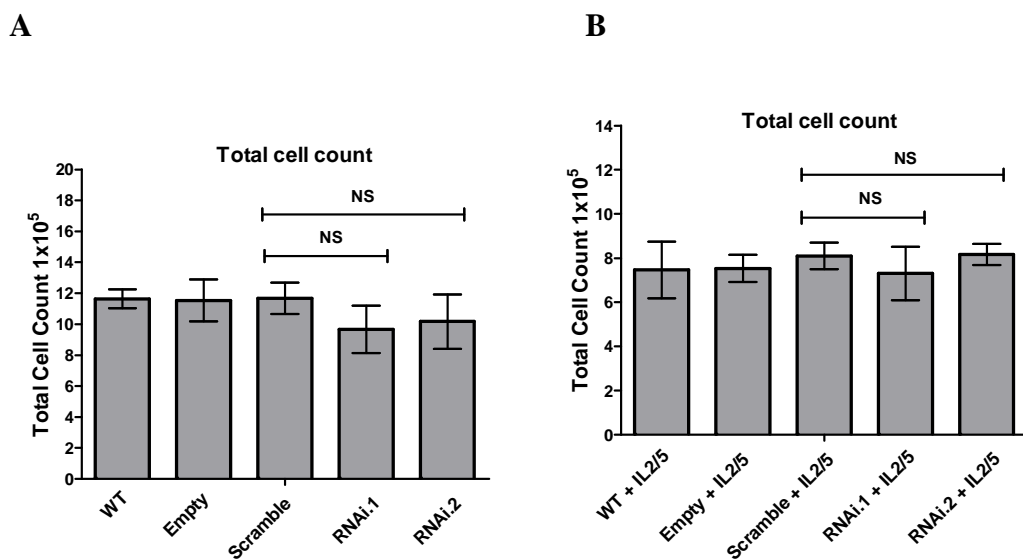 A
B
Total cell count
Total Cell Count 1x10⁵
20
18
16
14
12
10
8
6
4
2
0
NS
NS
WT
Empty
Scramble
RNAi.1
RNAi.2
Total cell count
Total Cell Count 1x10⁵
14
12
10
8
6
4
2
0
NS
NS
WT + IL2/5
Empty + IL2/5
Scramble + IL2/5
RNAi.1 + IL2/5
RNAi.2 + IL2/5